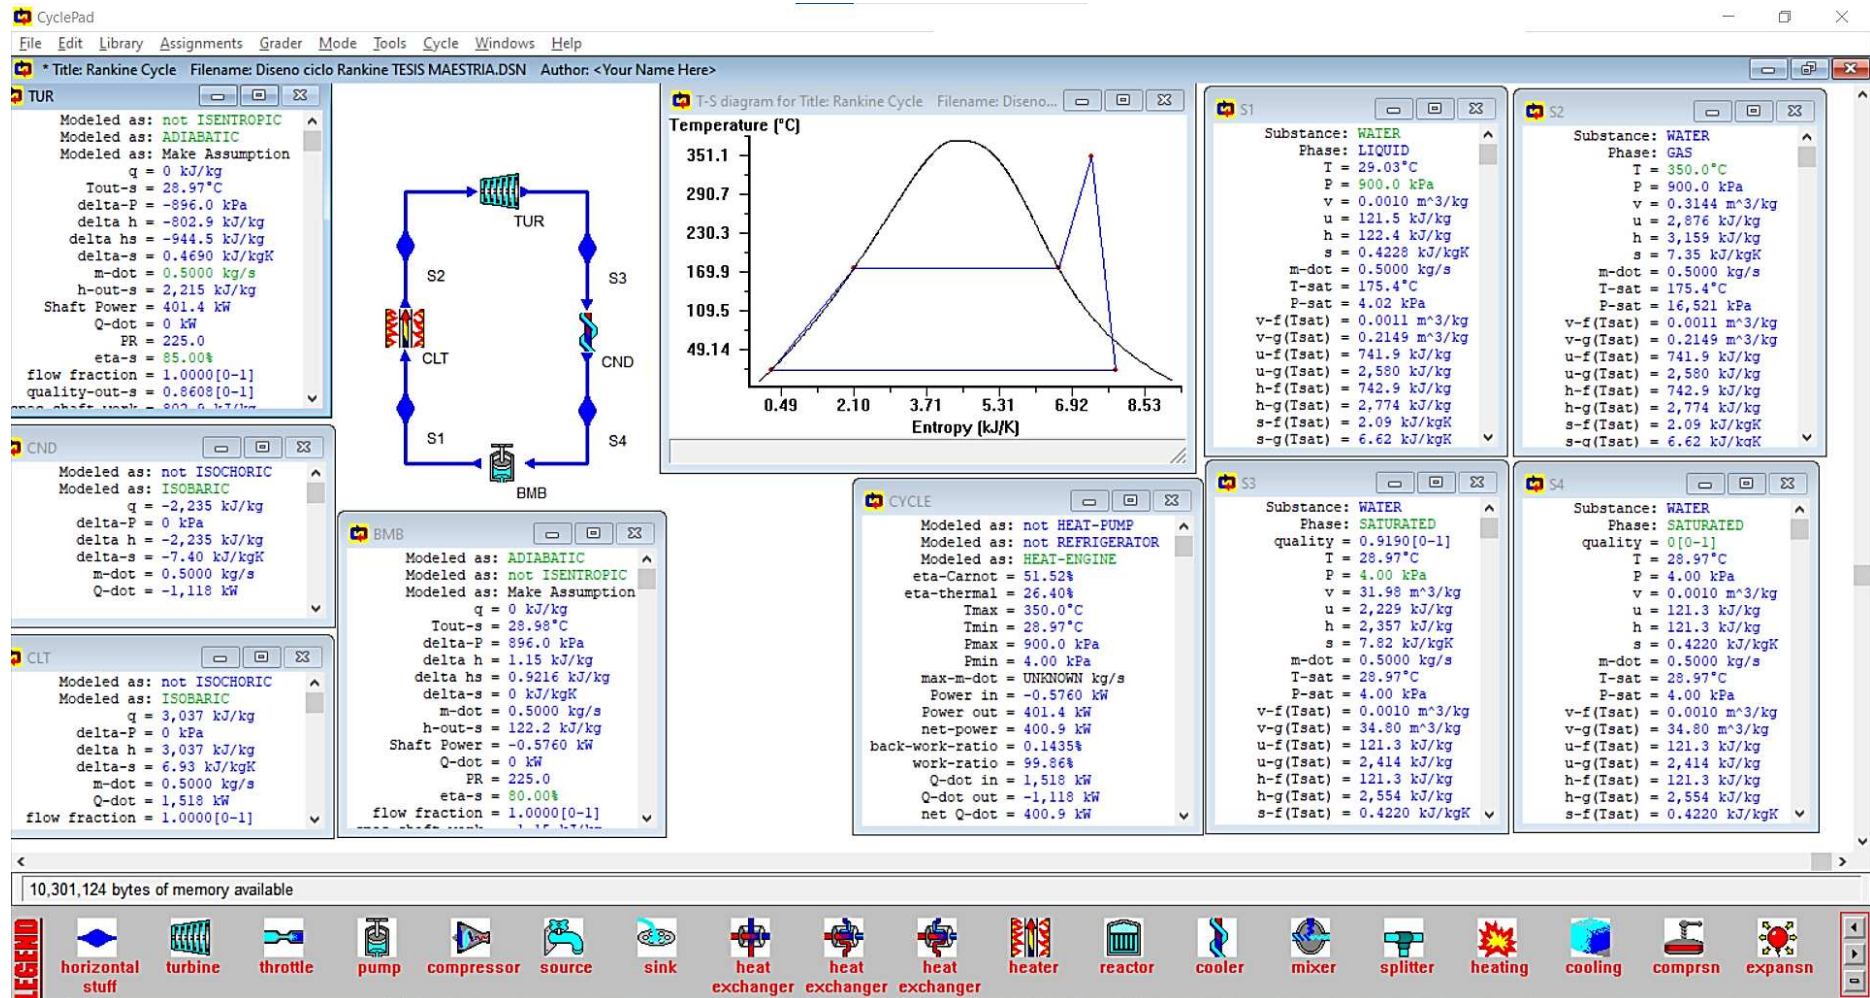 CyclePad
File Edit Library Assignments Grader Mode Tools Cycle Windows Help
* Title: Rankine Cycle Filename: Diseno ciclo Rankine TESIS MAESTRIA.DSN Author: <Your Name Here>
TUR
Modeled as: not ISENTROPIC
Modeled as: ADIABATIC
Modeled as: Make Assumption
q = 0 kJ/kg
Tout-s = 28.97°C
delta-P = -896.0 kPa
delta h = -802.9 kJ/kg
delta hs = -944.5 kJ/kg
delta-s = 0.4690 kJ/kgK
m-dot = 0.5000 kg/s
h-out-s = 2,215 kJ/kg
Shaft Power = 401.4 kW
Q-dot = 0 kW
PR = 225.0
eta-s = 85.00%
flow fraction = 1.0000[0-1]
quality-out-s = 0.8608[0-1]
CND
Modeled as: not ISOCHORIC
Modeled as: ISOBARIC
q = -2,235 kJ/kg
delta-P = 0 kPa
delta h = -2,235 kJ/kg
delta-s = -7.40 kJ/kgK
m-dot = 0.5000 kg/s
Q-dot = -1,118 kW
CLT
Modeled as: not ISOCHORIC
Modeled as: ISOBARIC
q = 3,037 kJ/kg
delta-P = 0 kPa
delta h = 3,037 kJ/kg
delta-s = 6.93 kJ/kgK
m-dot = 0.5000 kg/s
Q-dot = 1,518 kW
flow fraction = 1.0000[0-1]
TUR
S2
S3
CLT
CND
S1
S4
BMB
BMB
Modeled as: ADIABATIC
Modeled as: not ISENTROPIC
Modeled as: Make Assumption
q = 0 kJ/kg
Tout-s = 28.98°C
delta-P = 896.0 kPa
delta h = 1.15 kJ/kg
delta hs = 0.9216 kJ/kg
delta-s = 0 kJ/kgK
m-dot = 0.5000 kg/s
h-out-s = 122.2 kJ/kg
Shaft Power = -0.5760 kW
Q-dot = 0 kW
PR = 225.0
eta-s = 80.00%
flow fraction = 1.0000[0-1]
T-S diagram for Title: Rankine Cycle Filename: Diseno...
Temperature (°C)
351.1
290.7
230.3
169.9
109.5
49.14
0.49 2.10 3.71 5.31 6.92 8.53
Entropy (kJ/K)
CYCLE
Modeled as: not HEAT-PUMP
Modeled as: not REFRIGERATOR
Modeled as: HEAT-ENGINE
eta-Carnot = 51.52%
eta-thermal = 26.40%
Tmax = 350.0°C
Tmin = 28.97°C
Pmax = 900.0 kPa
Pmin = 4.00 kPa
max-m-dot = UNKNOWN kg/s
Power in = -0.5760 kW
Power out = 401.4 kW
net-power = 400.9 kW
back-work-ratio = 0.1435%
work-ratio = 99.86%
Q-dot in = 1,518 kW
Q-dot out = -1,118 kW
net Q-dot = 400.9 kW
S1
Substance: WATER
Phase: LIQUID
T = 29.03°C
P = 900.0 kPa
v = 0.0010 m^3/kg
u = 121.5 kJ/kg
h = 122.4 kJ/kg
s = 0.4228 kJ/kgK
m-dot = 0.5000 kg/s
T-sat = 175.4°C
P-sat = 4.02 kPa
v-f(Tsat) = 0.0011 m^3/kg
v-g(Tsat) = 0.2149 m^3/kg
u-f(Tsat) = 741.9 kJ/kg
u-g(Tsat) = 2,580 kJ/kg
h-f(Tsat) = 742.9 kJ/kg
h-g(Tsat) = 2,774 kJ/kg
s-f(Tsat) = 2.09 kJ/kgK
s-g(Tsat) = 6.62 kJ/kgK
S2
Substance: WATER
Phase: GAS
T = 350.0°C
P = 900.0 kPa
v = 0.3144 m^3/kg
u = 2,876 kJ/kg
h = 3,159 kJ/kg
s = 7.35 kJ/kgK
m-dot = 0.5000 kg/s
T-sat = 175.4°C
P-sat = 16,521 kPa
v-f(Tsat) = 0.0011 m^3/kg
v-g(Tsat) = 0.2149 m^3/kg
u-f(Tsat) = 741.9 kJ/kg
u-g(Tsat) = 2,580 kJ/kg
h-f(Tsat) = 742.9 kJ/kg
h-g(Tsat) = 2,774 kJ/kg
s-f(Tsat) = 2.09 kJ/kgK
s-g(Tsat) = 6.62 kJ/kgK
S3
Substance: WATER
Phase: SATURATED
quality = 0.9190[0-1]
T = 28.97°C
P = 4.00 kPa
v = 31.98 m^3/kg
u = 2,229 kJ/kg
h = 2,357 kJ/kg
s = 7.82 kJ/kgK
m-dot = 0.5000 kg/s
T-sat = 28.97°C
P-sat = 4.00 kPa
v-f(Tsat) = 0.0010 m^3/kg
v-g(Tsat) = 34.80 m^3/kg
u-f(Tsat) = 121.3 kJ/kg
u-g(Tsat) = 2,414 kJ/kg
h-f(Tsat) = 121.3 kJ/kg
h-g(Tsat) = 2,554 kJ/kg
s-f(Tsat) = 0.4220 kJ/kgK
S4
Substance: WATER
Phase: SATURATED
quality = 0[0-1]
T = 28.97°C
P = 4.00 kPa
v = 0.0010 m^3/kg
u = 121.3 kJ/kg
h = 121.3 kJ/kg
s = 0.4220 kJ/kgK
m-dot = 0.5000 kg/s
T-sat = 28.97°C
P-sat = 4.00 kPa
v-f(Tsat) = 0.0010 m^3/kg
v-g(Tsat) = 34.80 m^3/kg
u-f(Tsat) = 121.3 kJ/kg
u-g(Tsat) = 2,414 kJ/kg
h-f(Tsat) = 121.3 kJ/kg
h-g(Tsat) = 2,554 kJ/kg
s-f(Tsat) = 0.4220 kJ/kgK
10,301,124 bytes of memory available
LEGEND
horizontal stuff
turbine
throttle
pump
compressor
source
sink
heat exchanger
heat exchanger
heat exchanger
heater
reactor
cooler
mixer
splitter
heating
cooling
comprsn
expansn